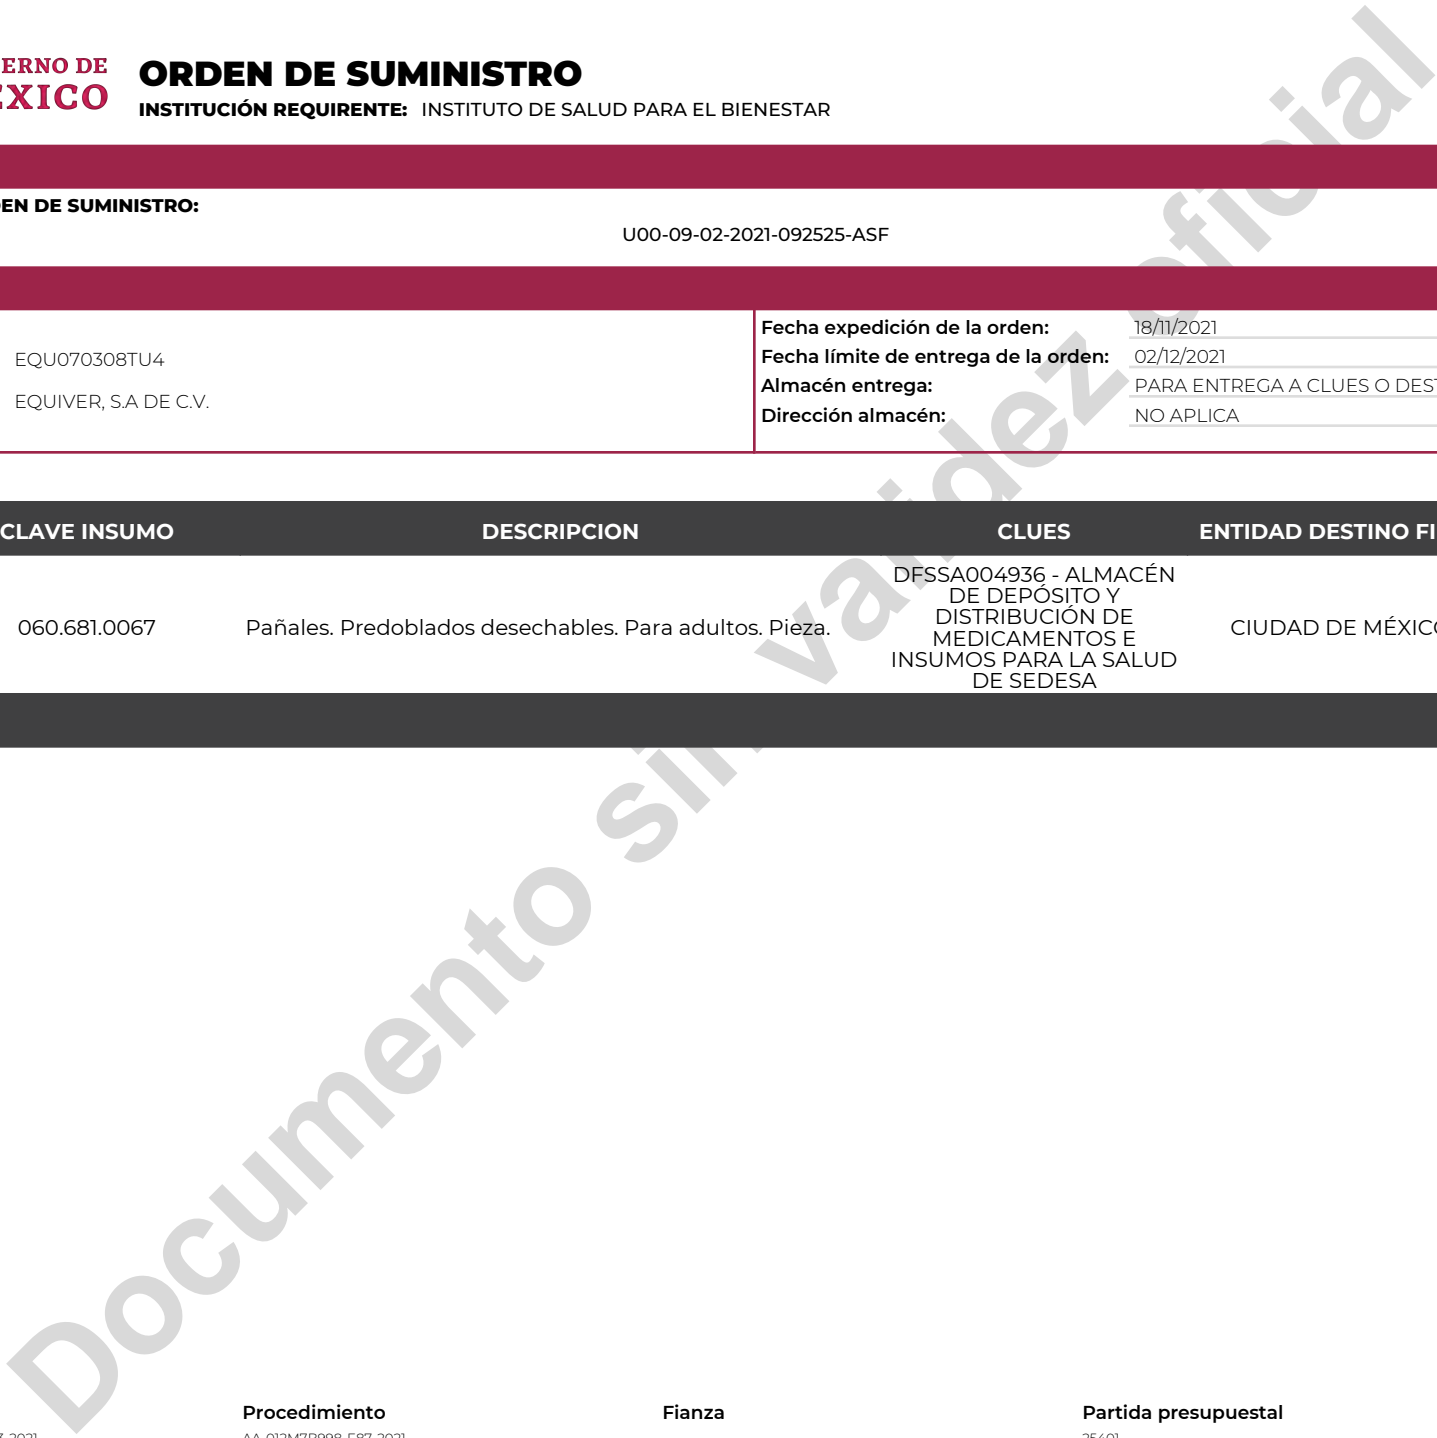 ERNO DE
ÉXICO
ORDEN DE SUMINISTRO
INSTITUCIÓN REQUIRENTE: INSTITUTO DE SALUD PARA EL BIENESTAR
EN DE SUMINISTRO:
U00-09-02-2021-092525-ASF
EQU070308TU4
EQUIVER, S.A DE C.V.
Fecha expedición de la orden: 18/11/2021
Fecha límite de entrega de la orden: 02/12/2021
Almacén entrega: PARA ENTREGA A CLUES O DEST
Dirección almacén: NO APLICA
CLAVE INSUMO DESCRIPCION CLUES ENTIDAD DESTINO FI
060.681.0067 Pañales. Predoblados desechables. Para adultos. Pieza.
DFSSA004936 - ALMACÉN
DE DEPÓSITO Y
DISTRIBUCIÓN DE
MEDICAMENTOS E
INSUMOS PARA LA SALUD
DE SEDESA
CIUDAD DE MÉXICO
Documento sin validez oficial
Procedimiento Fianza Partida presupuestal